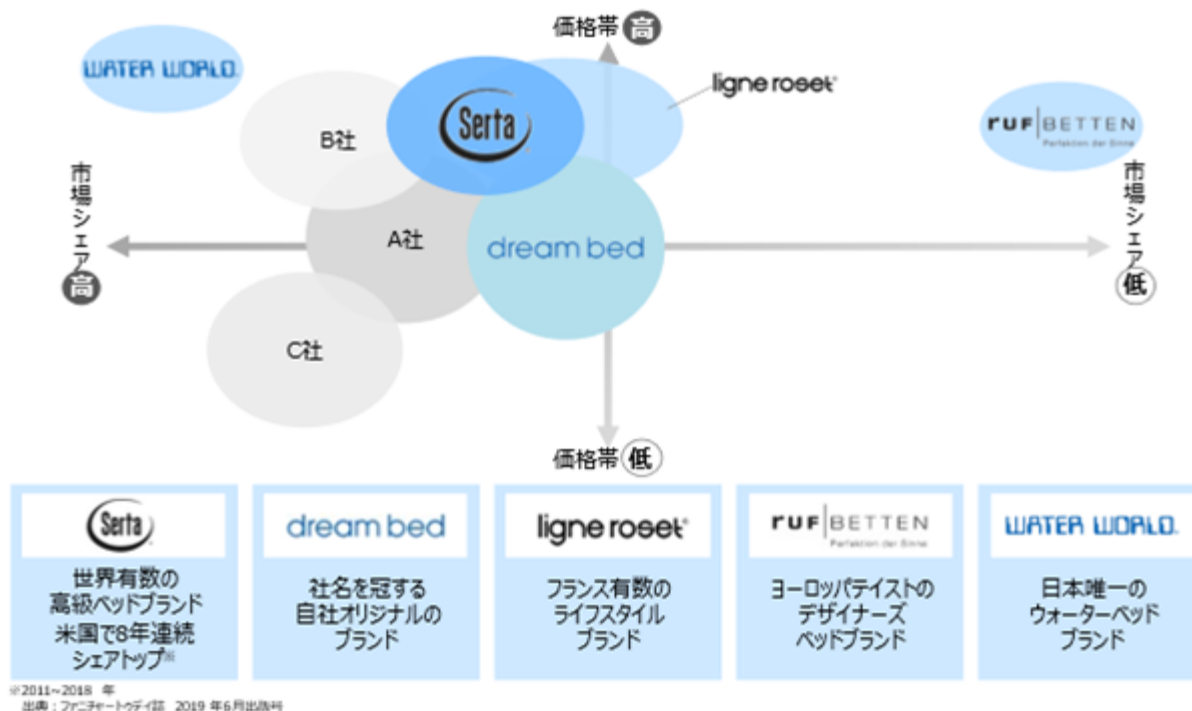 価格帯 高
WATER WORLD.
ligne roset®
Serta
ruf BETTEN
Perfektion der Sinne
B社
市場シェア 高
A社
dream bed
市場シェア 低
C社
価格帯 低
Serta
世界有数の
高級ベッドブランド
米国で8年連続
シェアトップ※
dream bed
社名を冠する
自社オリジナルの
ブランド
ligne roset®
フランス有数の
ライフスタイル
ブランド
ruf BETTEN
Perfektion der Sinne
ヨーロッパテイストの
デザイナーズ
ベッドブランド
WATER WORLD.
日本唯一の
ウォーターベッド
ブランド
※2011~2018 年
出典:ファニチャートゥデイ誌 2019年6月出版号